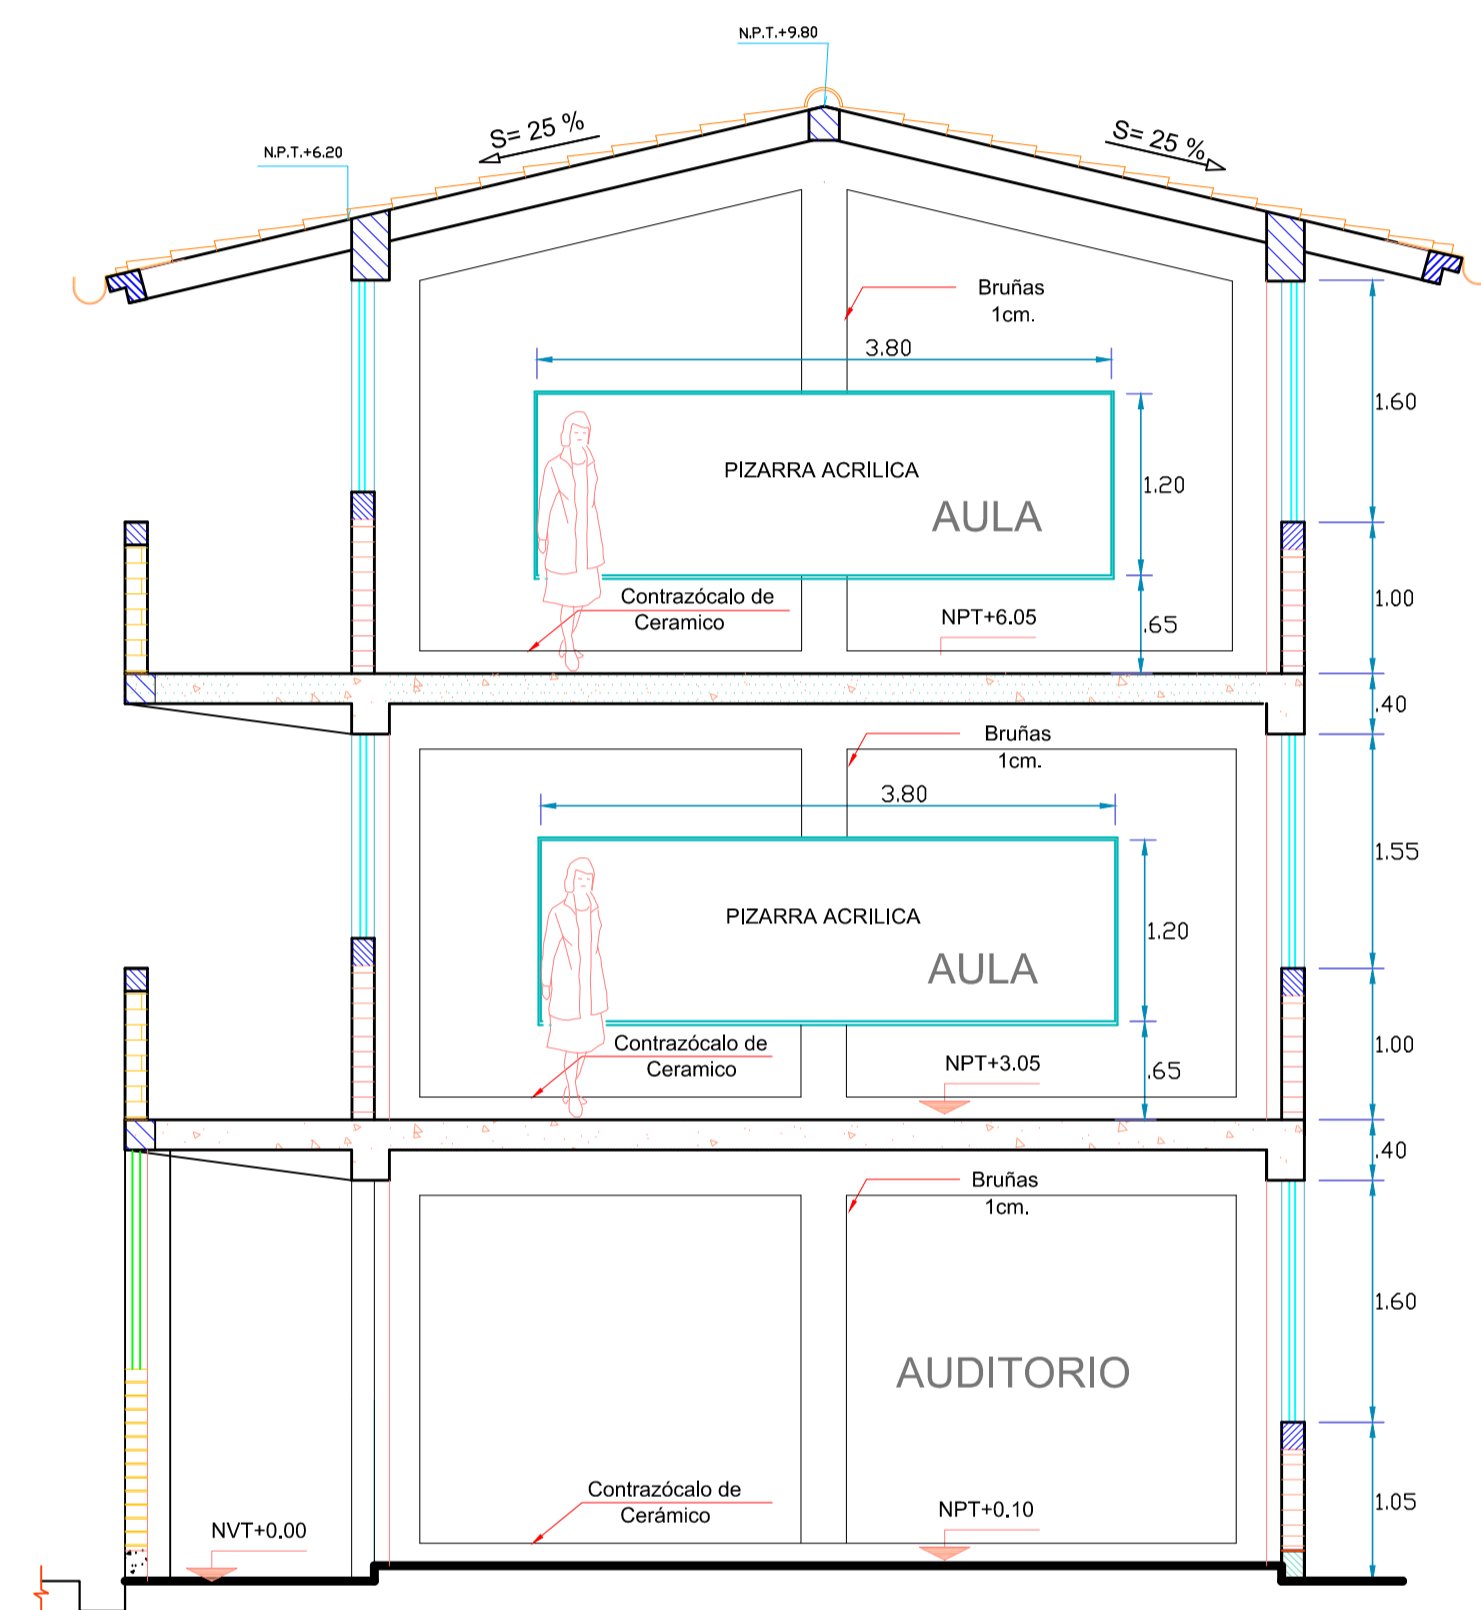 N.P.T.+9.80
S= 25 %
S= 25 %
N.P.T.+6.20
Bruñas
1cm.
3.80
1.60
PIZARRA ACRILICA
1.20
AULA
Contrazócalo de
Ceramico
NPT+6.05
.65
1.00
.40
Bruñas
1cm.
3.80
1.55
PIZARRA ACRILICA
1.20
AULA
Contrazócalo de
Ceramico
NPT+3.05
.65
1.00
.40
Bruñas
1cm.
1.60
AUDITORIO
Contrazócalo de
Cerámico
NPT+0.10
1.05
NVT+0.00